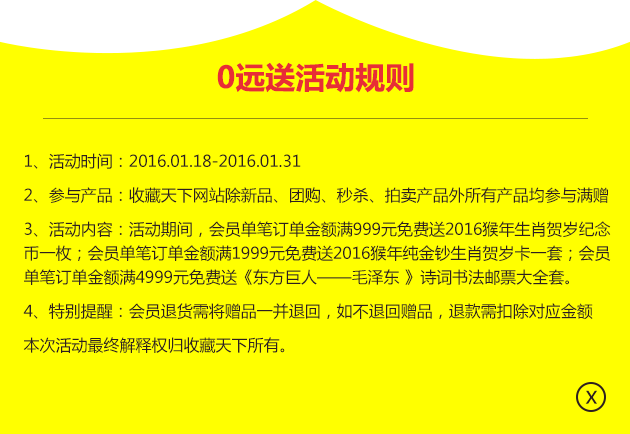 0远送活动规则
1、活动时间：2016.01.18-2016.01.31
2、参与产品：收藏天下网站除新品、团购、秒杀、拍卖产品外所有产品均参与满赠
3、活动内容：活动期间，会员单笔订单金额满999元免费送2016猴年生肖贺岁纪念
币一枚；会员单笔订单金额满1999元免费送2016猴年纯金钞生肖贺岁卡一套；会员
单笔订单金额满4999元免费送《东方巨人——毛泽东 》诗词书法邮票大全套。
4、特别提醒：会员退货需将赠品一并退回，如不退回赠品，退款需扣除对应金额
本次活动最终解释权归收藏天下所有。
X